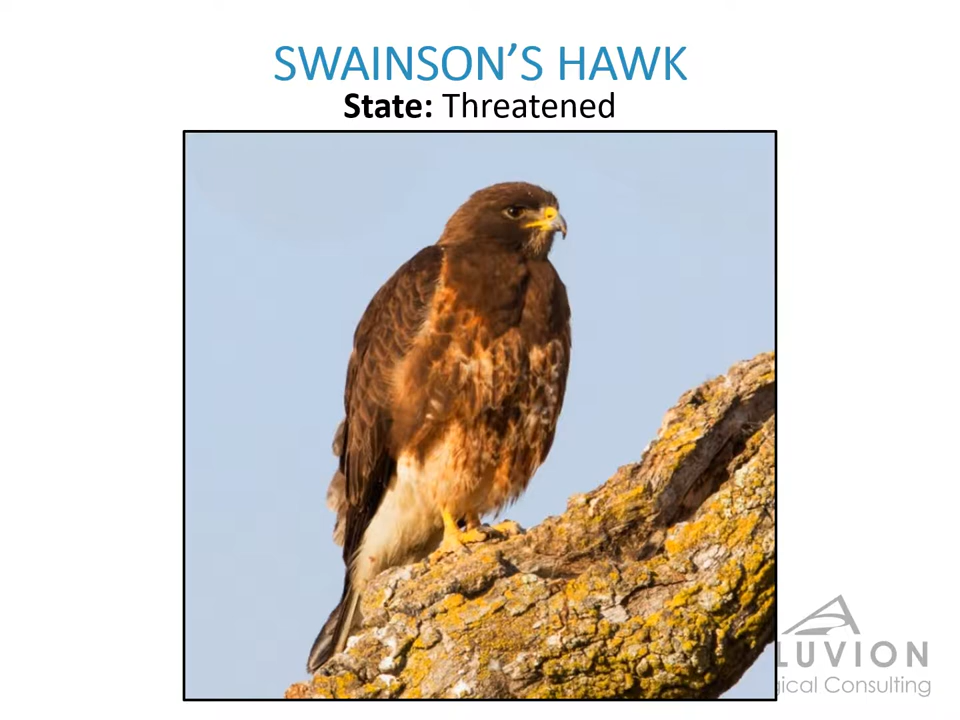 SWAINSON’S HAWK
State: Threatened
LUVION
gical Consulting